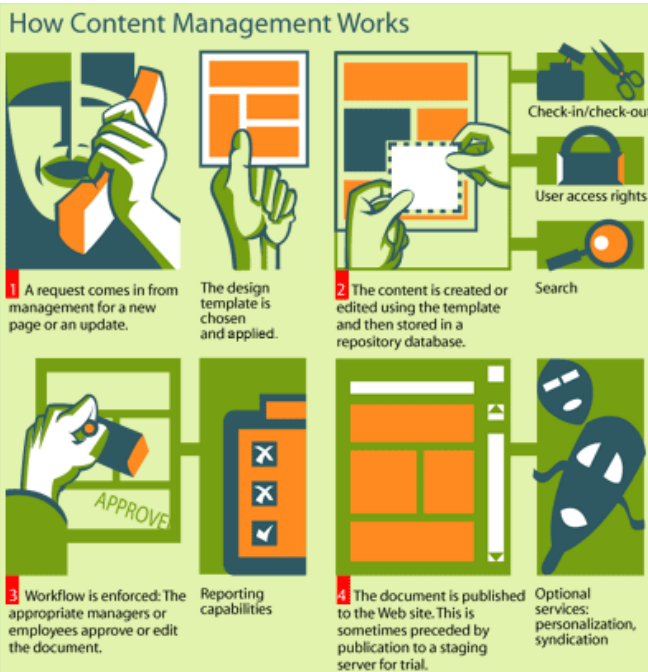 How Content Management Works
Check-in/check-out
User access rights
Search
1 A request comes in from
management for a new
page or an update.
The design
template is
chosen
and applied.
2 The content is created or
edited using the template
and then stored in a
repository database.
APPROVE
3 Workflow is enforced: The
appropriate managers or
employees approve or edit
the document.
Reporting
capabilities
4 The document is published
to the Web site. This is
sometimes preceded by
publication to a staging
server for trial.
Optional
services:
personalization,
syndication